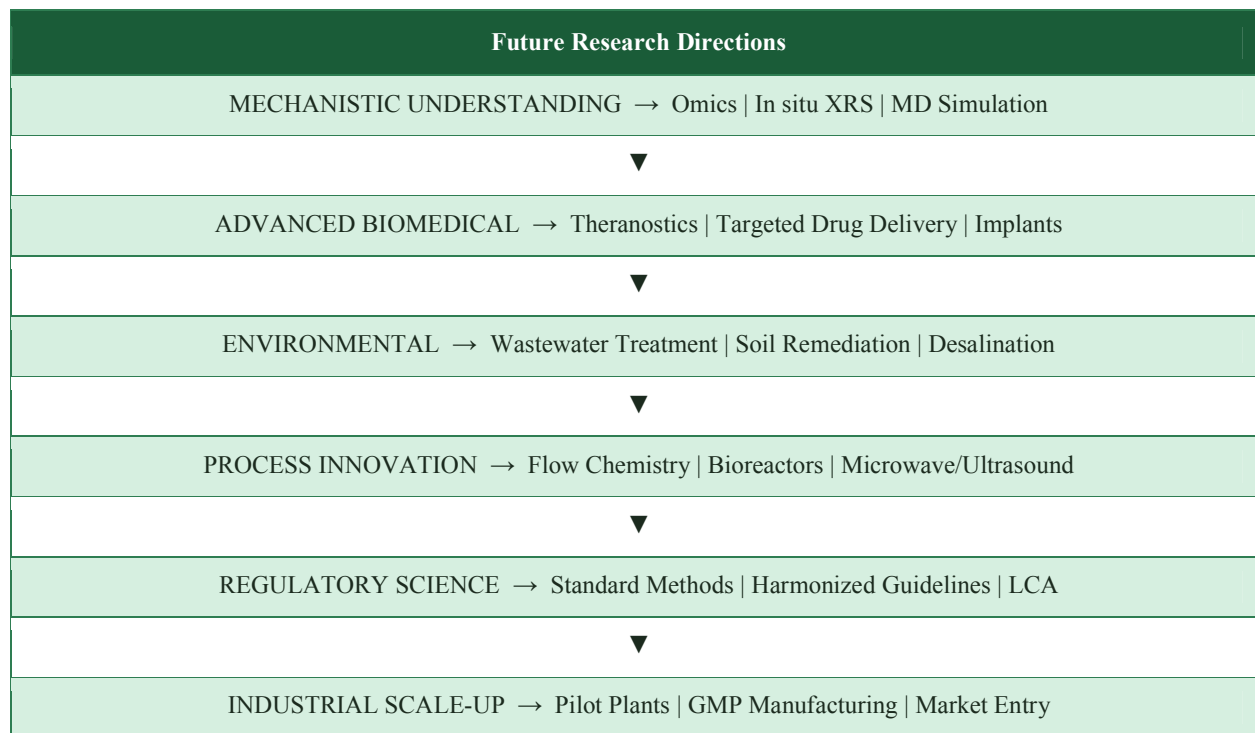 Future Research Directions
MECHANISTIC UNDERSTANDING → Omics | In situ XRS | MD Simulation
▼
ADVANCED BIOMEDICAL → Theranostics | Targeted Drug Delivery | Implants
▼
ENVIRONMENTAL → Wastewater Treatment | Soil Remediation | Desalination
▼
PROCESS INNOVATION → Flow Chemistry | Bioreactors | Microwave/Ultrasound
▼
REGULATORY SCIENCE → Standard Methods | Harmonized Guidelines | LCA
▼
INDUSTRIAL SCALE-UP → Pilot Plants | GMP Manufacturing | Market Entry